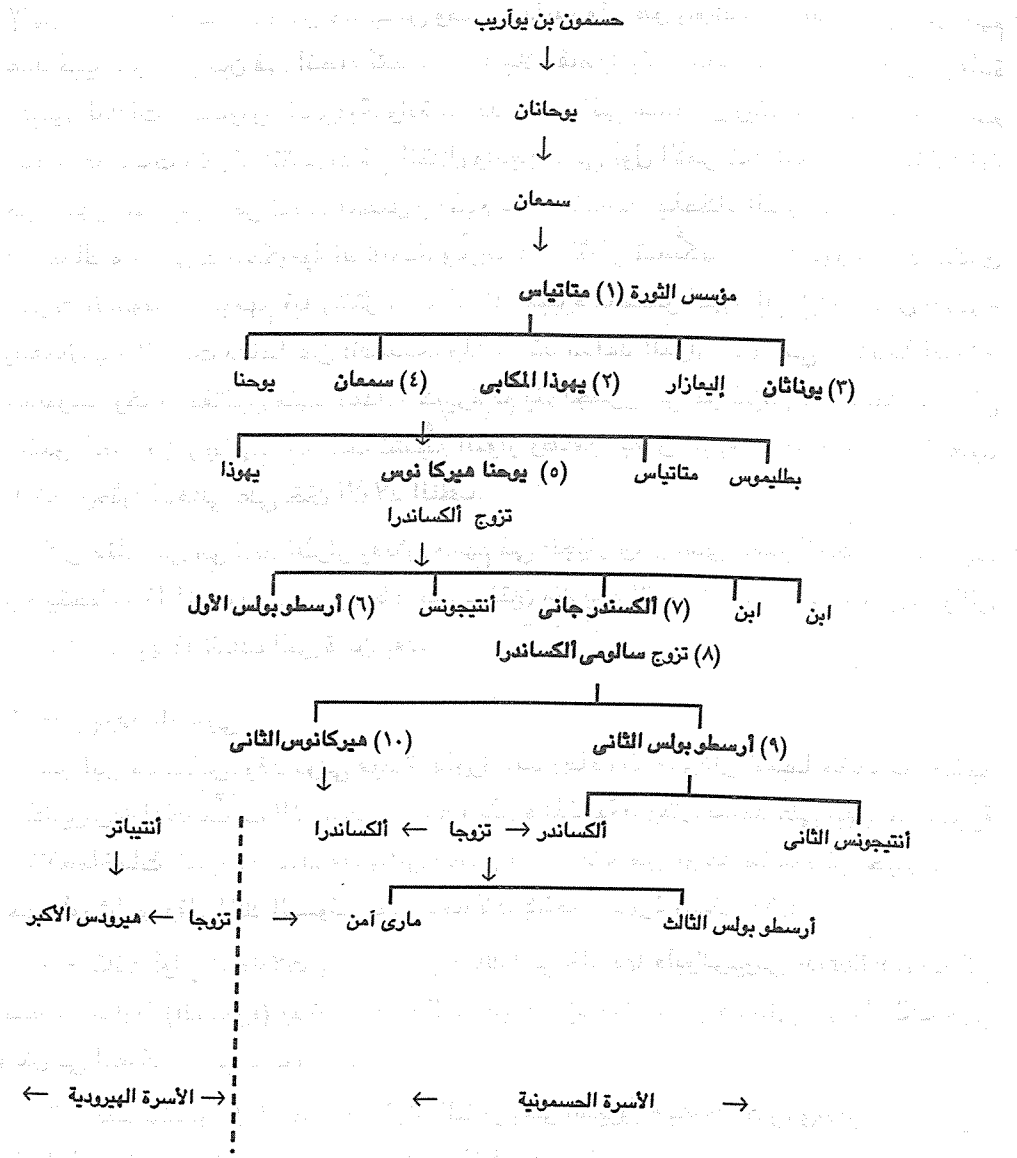 حسمون بن يوآريب
↓
يوحانان
↓
سمعان
↓
مؤسس الثورة (١) متاتياس
(٣) يوناثان إليعازار (٢) يهوذا المكابى (٤) سمعان يوحنا
بطليموس متاتياس (٥) يوحنا هيركا نوس يهوذا
تزوج ألكساندرا
↓
ابن ابن (٧) ألكسندر جانى أنتيجونس (٦) أرسطو بولس الأول
(٨) تزوج سالومى ألكساندرا
(٩) أرسطو بولس الثانى (١٠) هيركانوس الثانى
أنتيجونس الثانى ألكساندر → تزوجا ← ألكساندرا أنتيباتر
أرسطو بولس الثالث مارى آمن → تزوجا ← هيرودس الأكبر
→ الأسرة الحسمونية ← → الأسرة الهيرودية ←